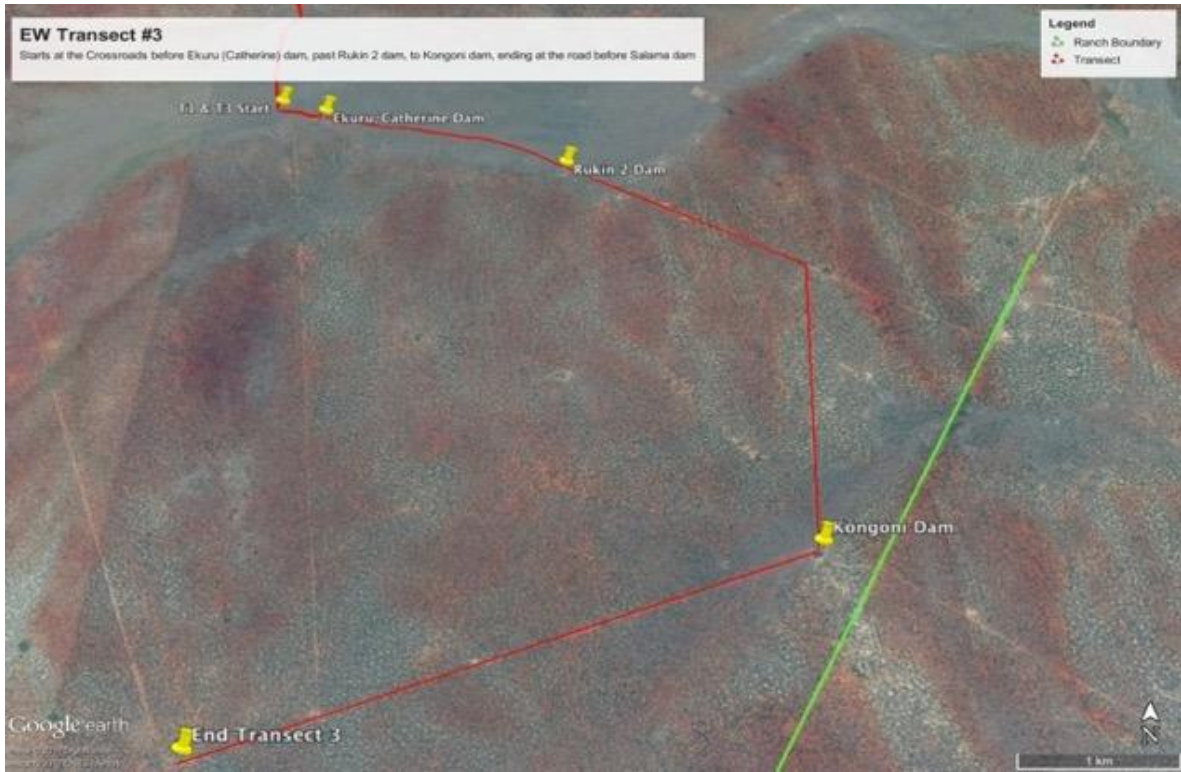 EW Transect #3
Starts at the Crossroads before Ekuru (Catherine) dam, past Rukin 2 dam, to Kongoni dam, ending at the road before Salama dam
Legend
Ranch Boundary
Transect
T1 & T3 Start
Ekuru/Catherine Dam
Rukin 2 Dam
Kongoni Dam
End Transect 3
Google earth
N
1 km